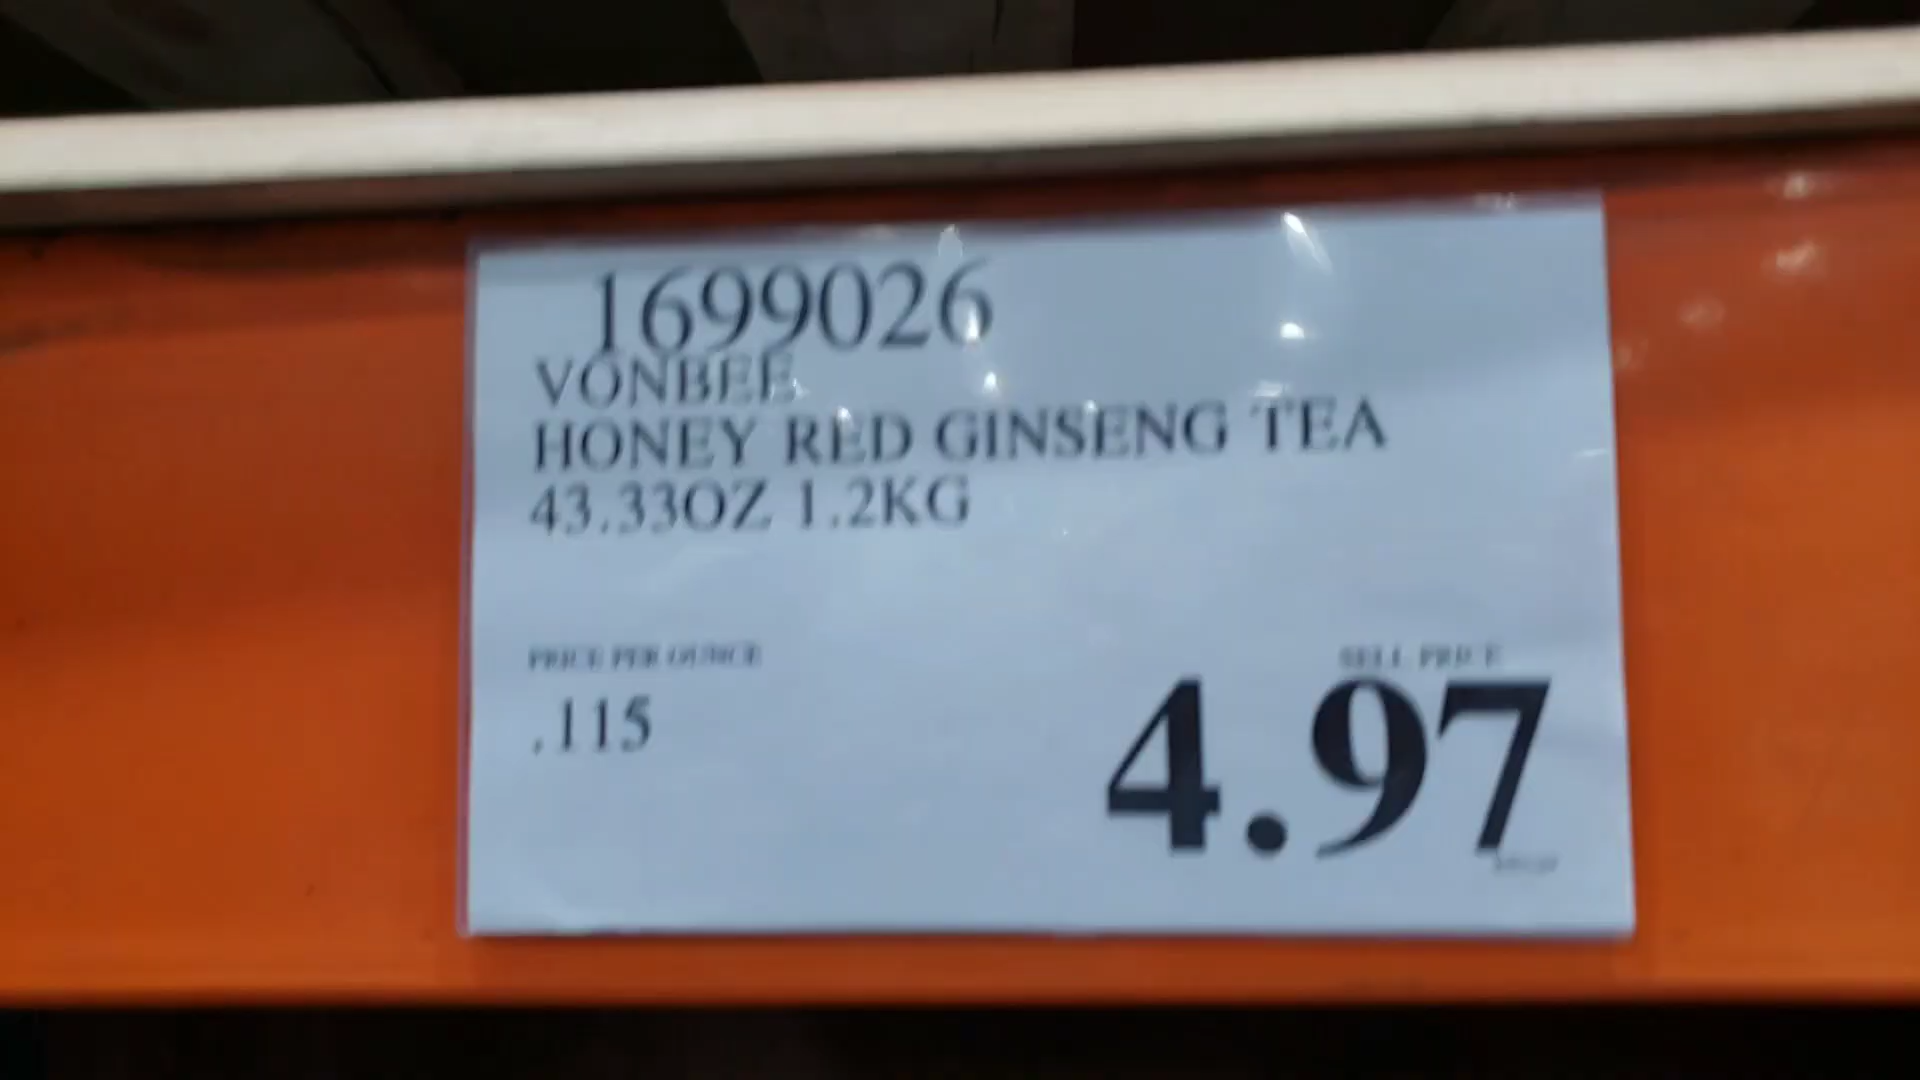 1699026
VONBEE
HONEY RED GINSENG TEA
43.33OZ 1.2KG
PRICE PER OUNCE
SELL PRICE
.115
4.97